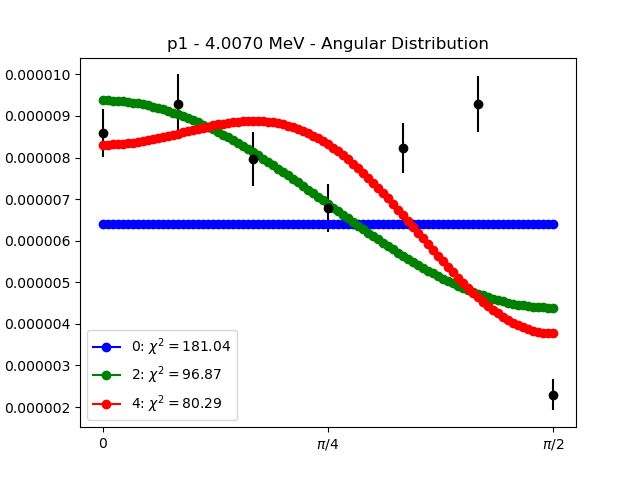 p1 - 4.0070 MeV - Angular Distribution
0.000010
0.000009
0.000008
0.000007
0.000006
0.000005
0.000004
0.000003
0.000002
0: χ² = 181.04
2: χ² = 96.87
4: χ² = 80.29
0
π/4
π/2